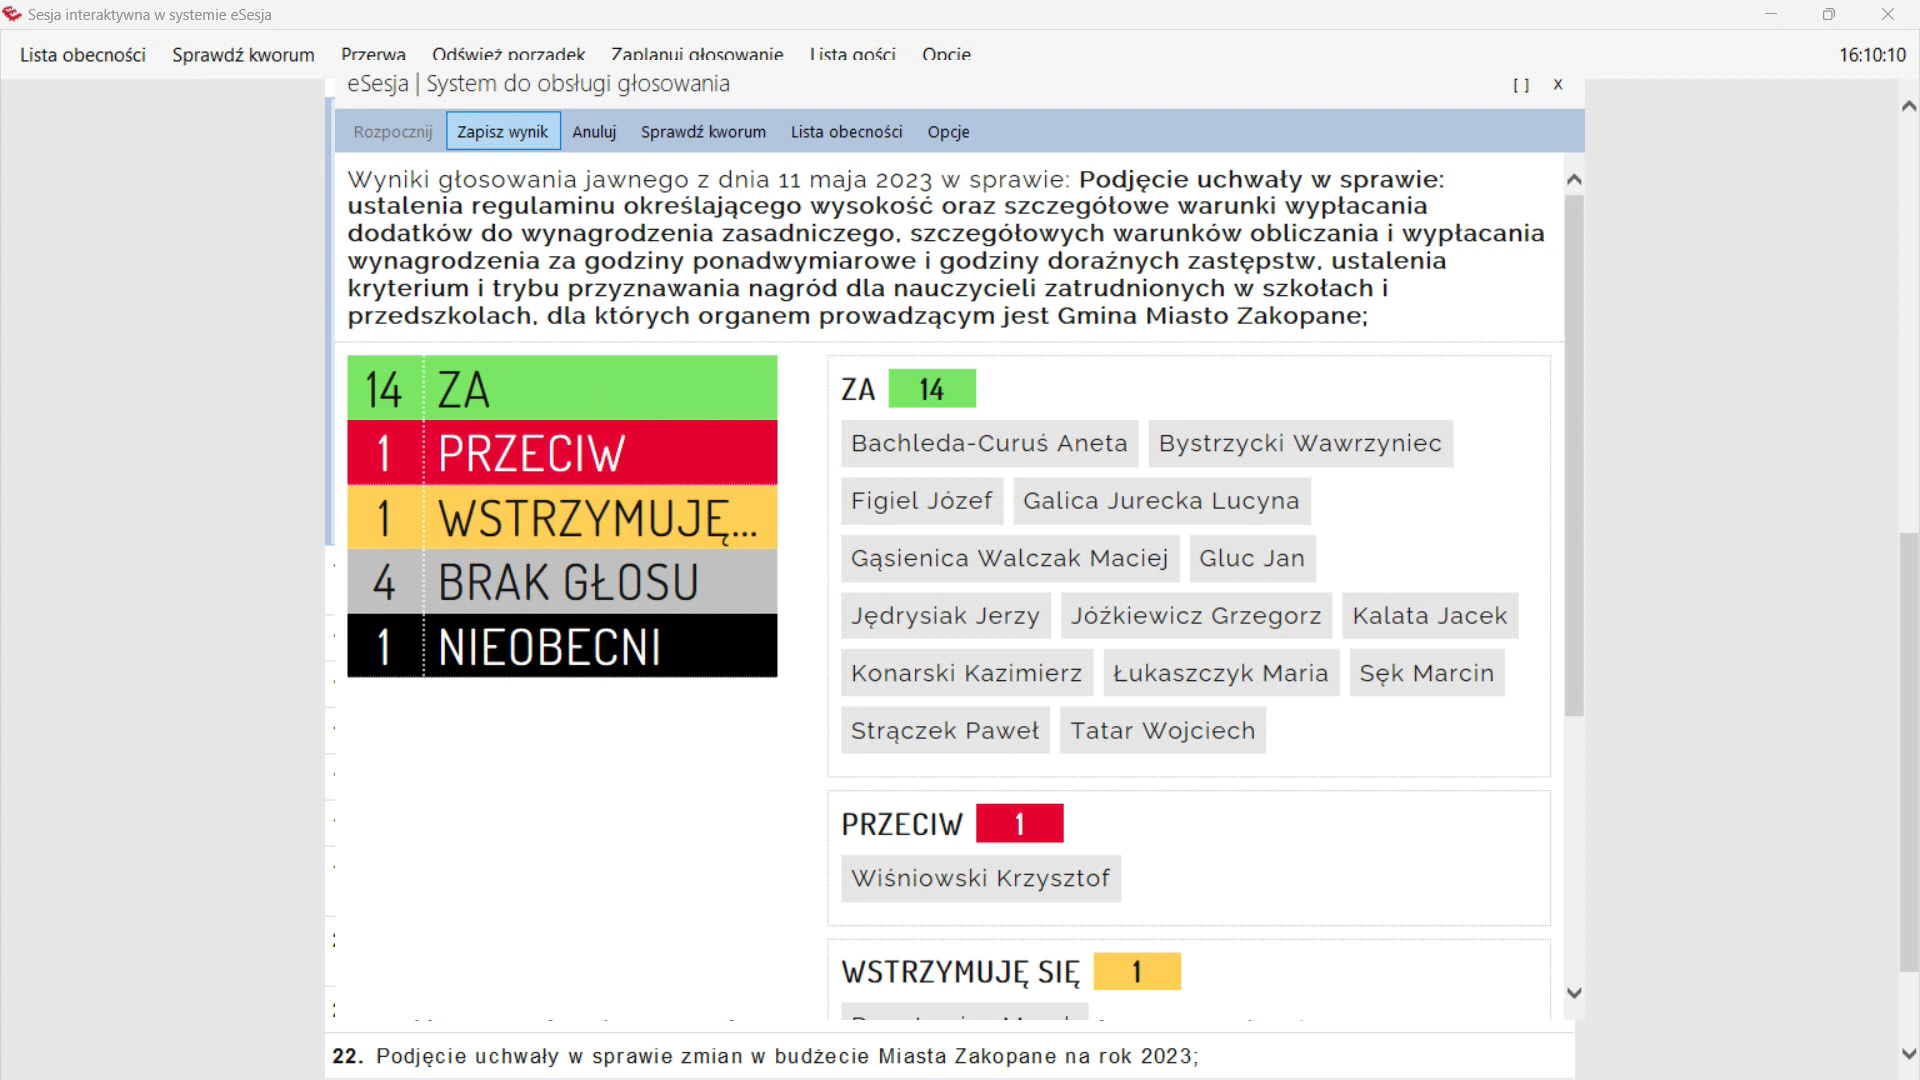 Sesja interaktywna w systemie eSesja
Lista obecności Sprawdź kworum Przerwa Odśwież porządek Zaplanuj głosowanie Lista gości Opcje 16:10:10
eSesja | System do obsługi głosowania [ ] X
Rozpocznij Zapisz wynik Anuluj Sprawdź kworum Lista obecności Opcje
Wyniki głosowania jawnego z dnia 11 maja 2023 w sprawie: Podjęcie uchwały w sprawie:
ustalenia regulaminu określającego wysokość oraz szczegółowe warunki wypłacania
dodatków do wynagrodzenia zasadniczego, szczegółowych warunków obliczania i wypłacania
wynagrodzenia za godziny ponadwymiarowe i godziny doraźnych zastępstw, ustalenia
kryterium i trybu przyznawania nagród dla nauczycieli zatrudnionych w szkołach i
przedszkolach, dla których organem prowadzącym jest Gmina Miasto Zakopane;
14 ZA
1 PRZECIW
1 WSTRZYMUJĘ...
4 BRAK GŁOSU
1 NIEOBECNI
ZA 14
Bachleda-Curuś Aneta Bystrzycki Wawrzyniec
Figiel Józef Galica Jurecka Lucyna
Gąsienica Walczak Maciej Gluc Jan
Jędrysiak Jerzy Jóźkiewicz Grzegorz Kalata Jacek
Konarski Kazimierz Łukaszczyk Maria Sęk Marcin
Strączek Paweł Tatar Wojciech
PRZECIW 1
Wiśniowski Krzysztof
WSTRZYMUJĘ SIĘ 1
22. Podjęcie uchwały w sprawie zmian w budżecie Miasta Zakopane na rok 2023;